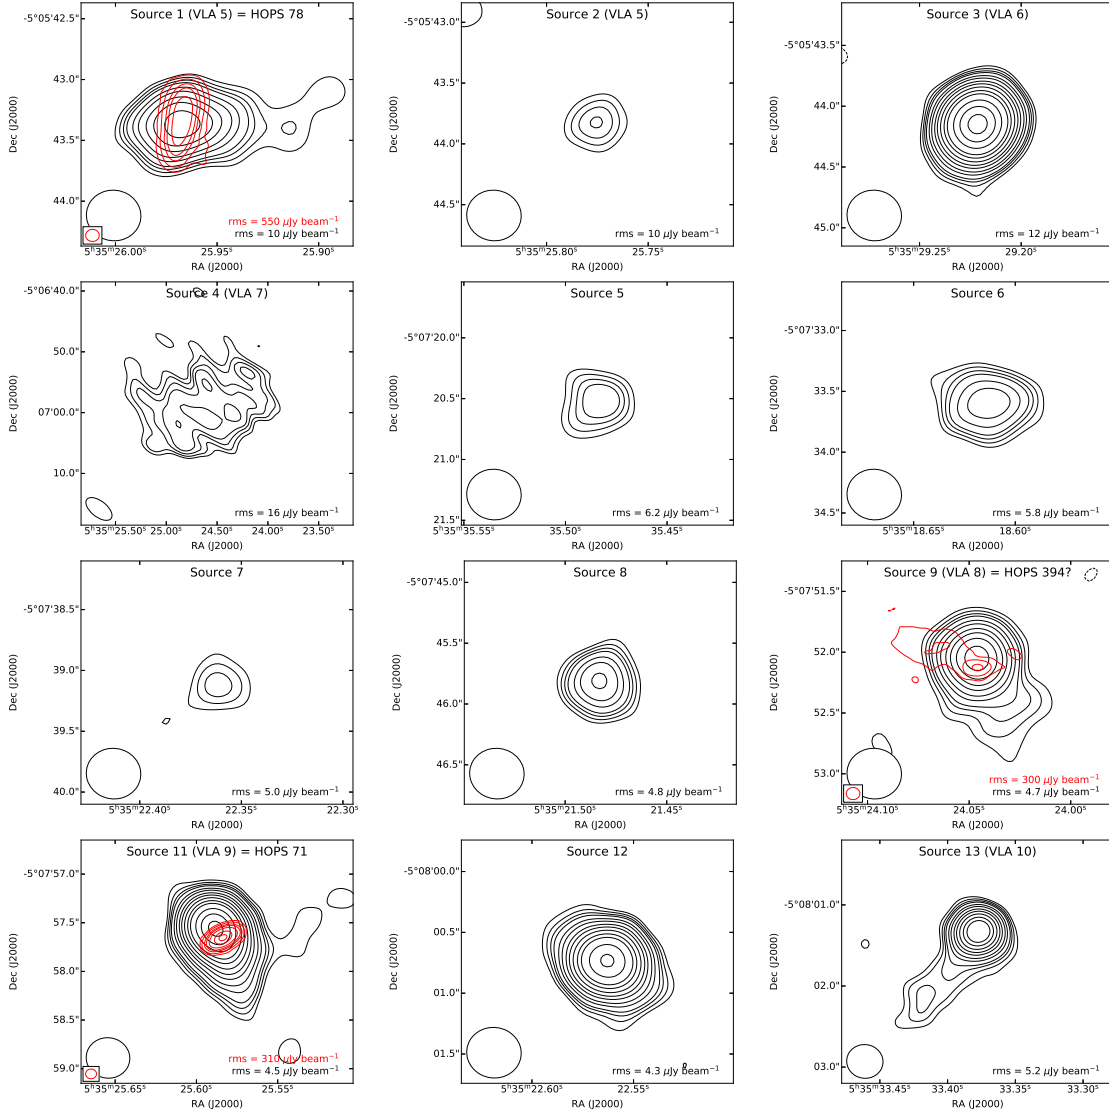 Source 1 (VLA 5) = HOPS 78
-5°05'42.5"
43.0"
43.5"
44.0"
Dec (J2000)
rms = 550 μJy beam⁻¹
rms = 10 μJy beam⁻¹
5ʰ35ᵐ26.00ˢ 25.95ˢ 25.90ˢ
RA (J2000)
Source 2 (VLA 5)
-5°05'43.0"
43.5"
44.0"
44.5"
Dec (J2000)
rms = 10 μJy beam⁻¹
5ʰ35ᵐ25.80ˢ 25.75ˢ
RA (J2000)
Source 3 (VLA 6)
-5°05'43.5"
44.0"
44.5"
45.0"
Dec (J2000)
rms = 12 μJy beam⁻¹
5ʰ35ᵐ29.25ˢ 29.20ˢ
RA (J2000)
Source 4 (VLA 7)
-5°06'40.0"
50.0"
07'00.0"
10.0"
Dec (J2000)
rms = 16 μJy beam⁻¹
5ʰ35ᵐ25.50ˢ 25.00ˢ 24.50ˢ 24.00ˢ 23.50ˢ
RA (J2000)
Source 5
-5°07'20.0"
20.5"
21.0"
21.5"
Dec (J2000)
rms = 6.2 μJy beam⁻¹
5ʰ35ᵐ35.55ˢ 35.50ˢ 35.45ˢ
RA (J2000)
Source 6
-5°07'33.0"
33.5"
34.0"
34.5"
Dec (J2000)
rms = 5.8 μJy beam⁻¹
5ʰ35ᵐ18.65ˢ 18.60ˢ
RA (J2000)
Source 7
-5°07'38.5"
39.0"
39.5"
40.0"
Dec (J2000)
rms = 5.0 μJy beam⁻¹
5ʰ35ᵐ22.40ˢ 22.35ˢ 22.30ˢ
RA (J2000)
Source 8
-5°07'45.0"
45.5"
46.0"
46.5"
Dec (J2000)
rms = 4.8 μJy beam⁻¹
5ʰ35ᵐ21.50ˢ 21.45ˢ
RA (J2000)
Source 9 (VLA 8) = HOPS 394?
-5°07'51.5"
52.0"
52.5"
53.0"
Dec (J2000)
rms = 300 μJy beam⁻¹
rms = 4.7 μJy beam⁻¹
5ʰ35ᵐ24.10ˢ 24.05ˢ 24.00ˢ
RA (J2000)
Source 11 (VLA 9) = HOPS 71
-5°07'57.0"
57.5"
58.0"
58.5"
59.0"
Dec (J2000)
rms = 310 μJy beam⁻¹
rms = 4.5 μJy beam⁻¹
5ʰ35ᵐ25.65ˢ 25.60ˢ 25.55ˢ
RA (J2000)
Source 12
-5°08'00.0"
00.5"
01.0"
01.5"
Dec (J2000)
rms = 4.3 μJy beam⁻¹
5ʰ35ᵐ22.60ˢ 22.55ˢ
RA (J2000)
Source 13 (VLA 10)
-5°08'01.0"
02.0"
03.0"
Dec (J2000)
rms = 5.2 μJy beam⁻¹
5ʰ35ᵐ33.45ˢ 33.40ˢ 33.35ˢ 33.30ˢ
RA (J2000)